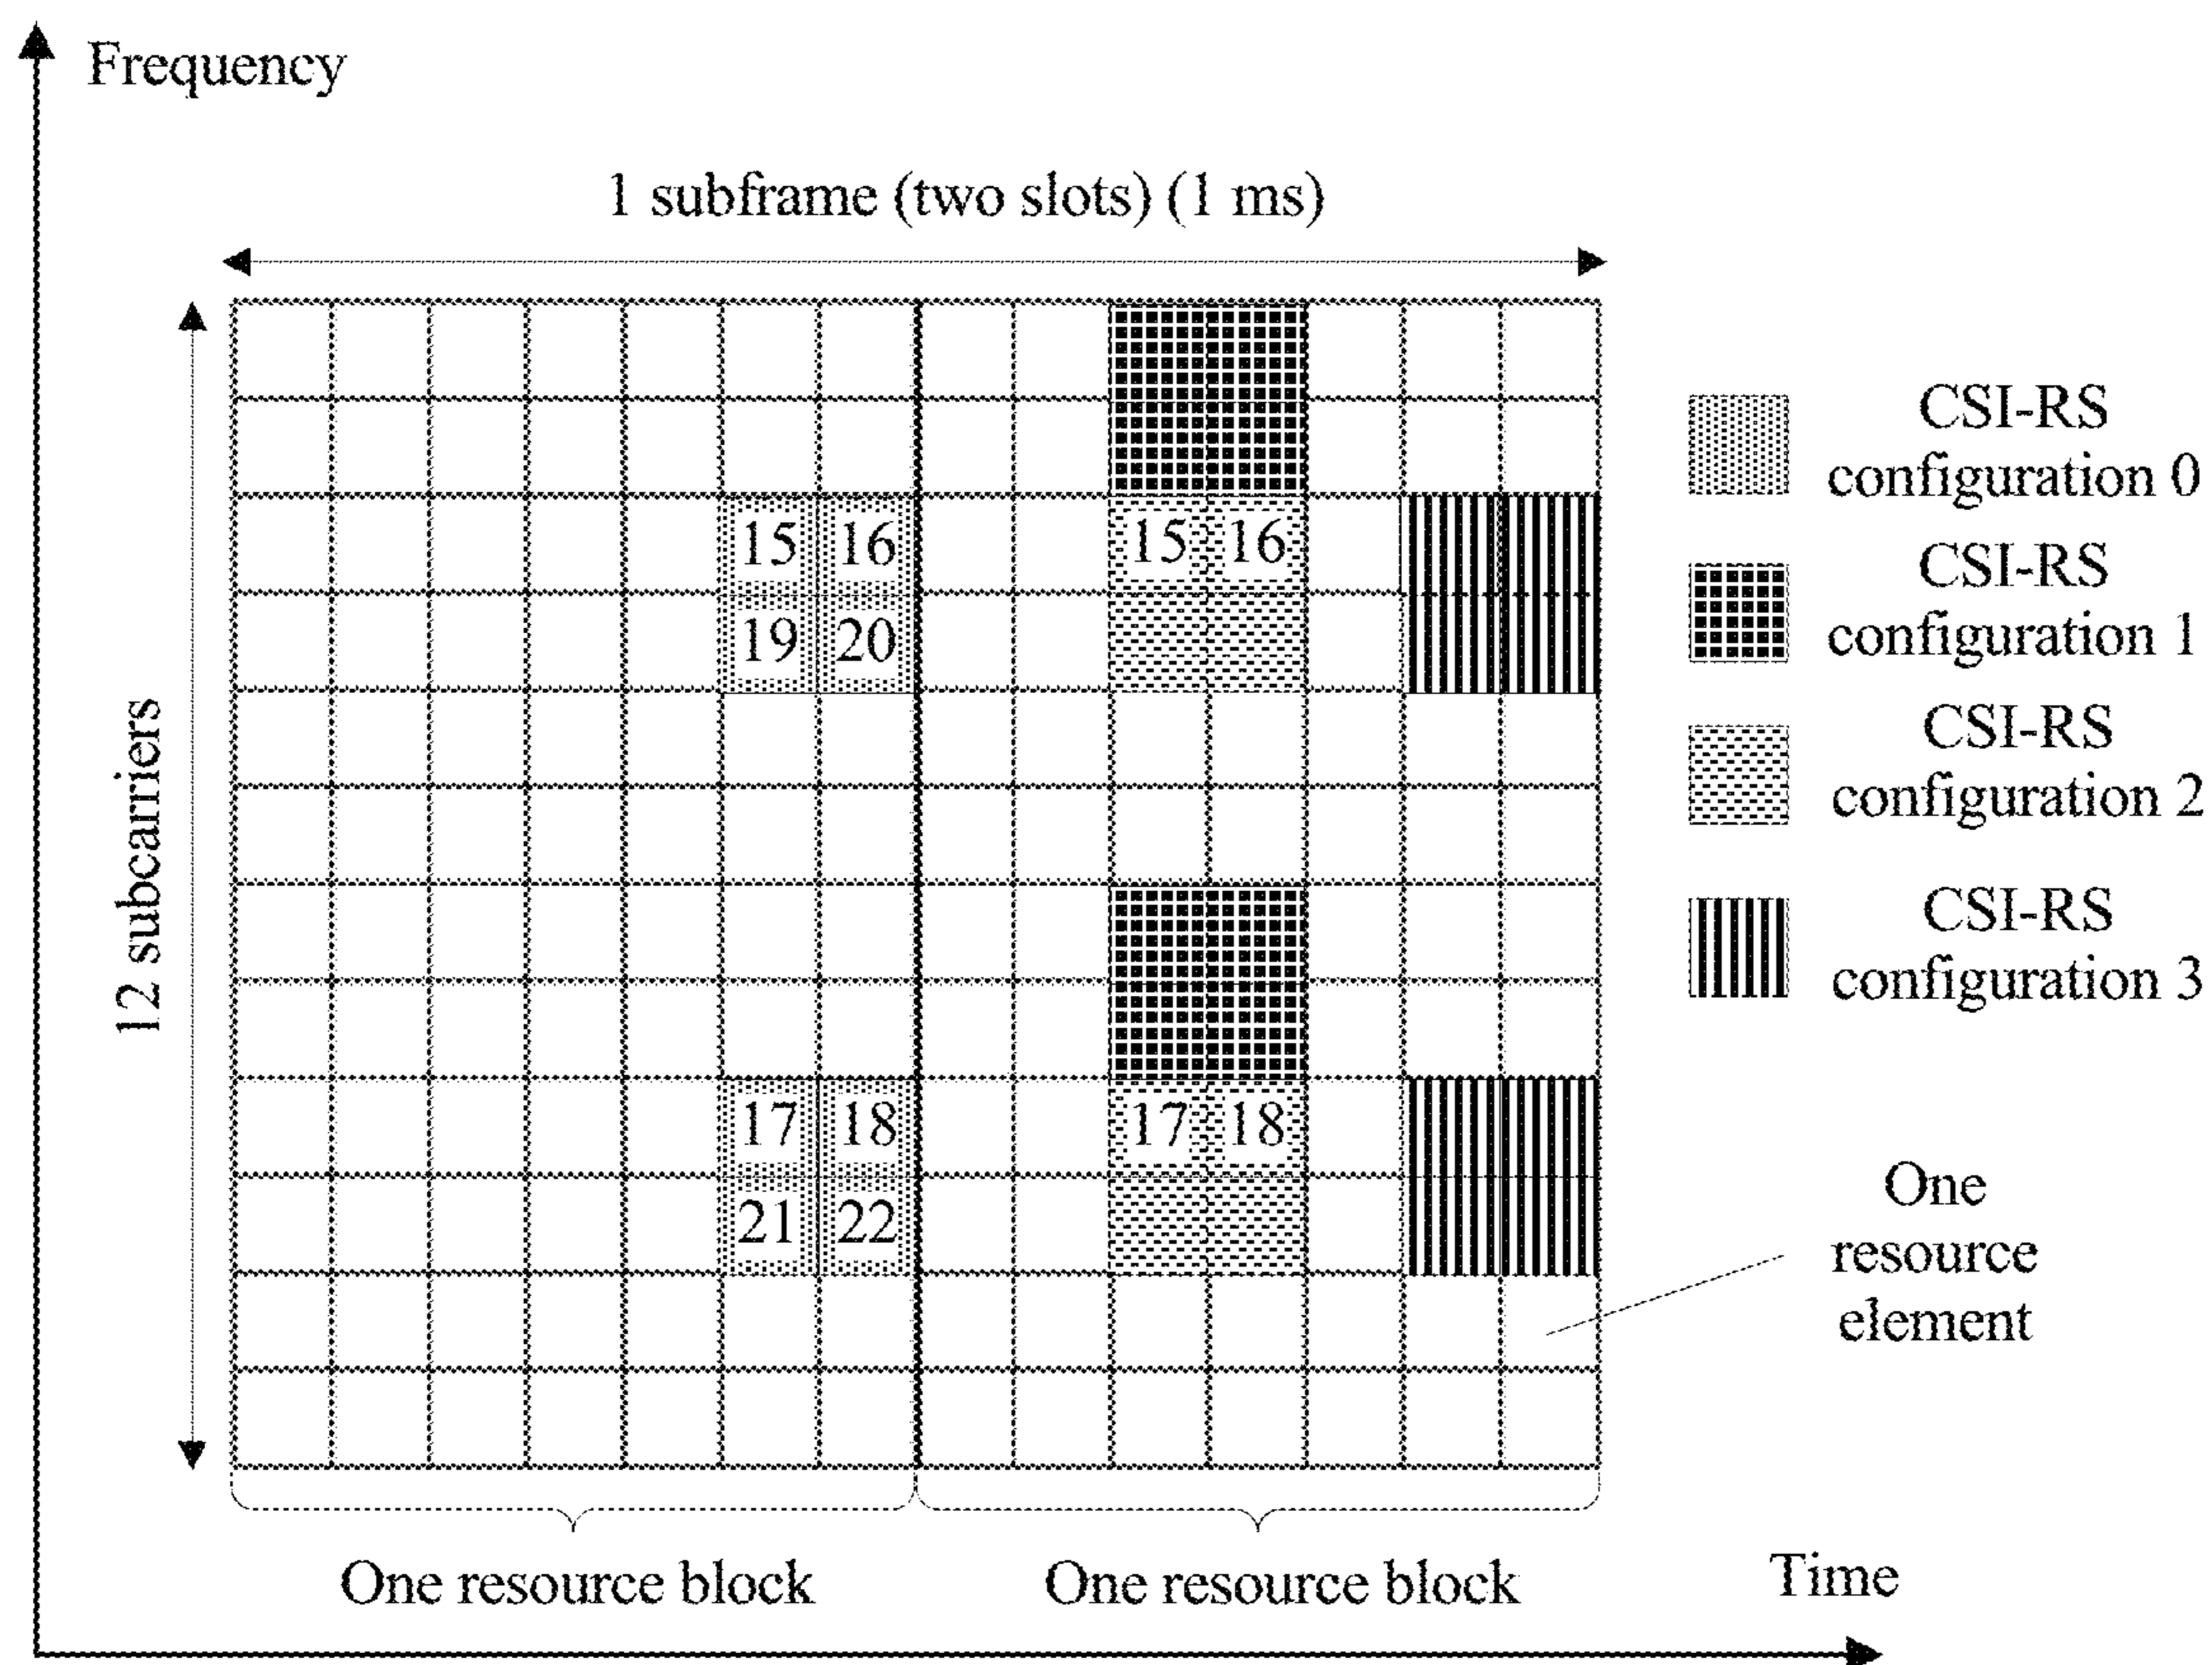 Frequency
1 subframe (two slots) (1 ms)
12 subcarriers
15 16 15 16
19 20
17 18 17 18
21 22
CSI-RS
configuration 0
CSI-RS
configuration 1
CSI-RS
configuration 2
CSI-RS
configuration 3
One
resource
element
One resource block
One resource block
Time